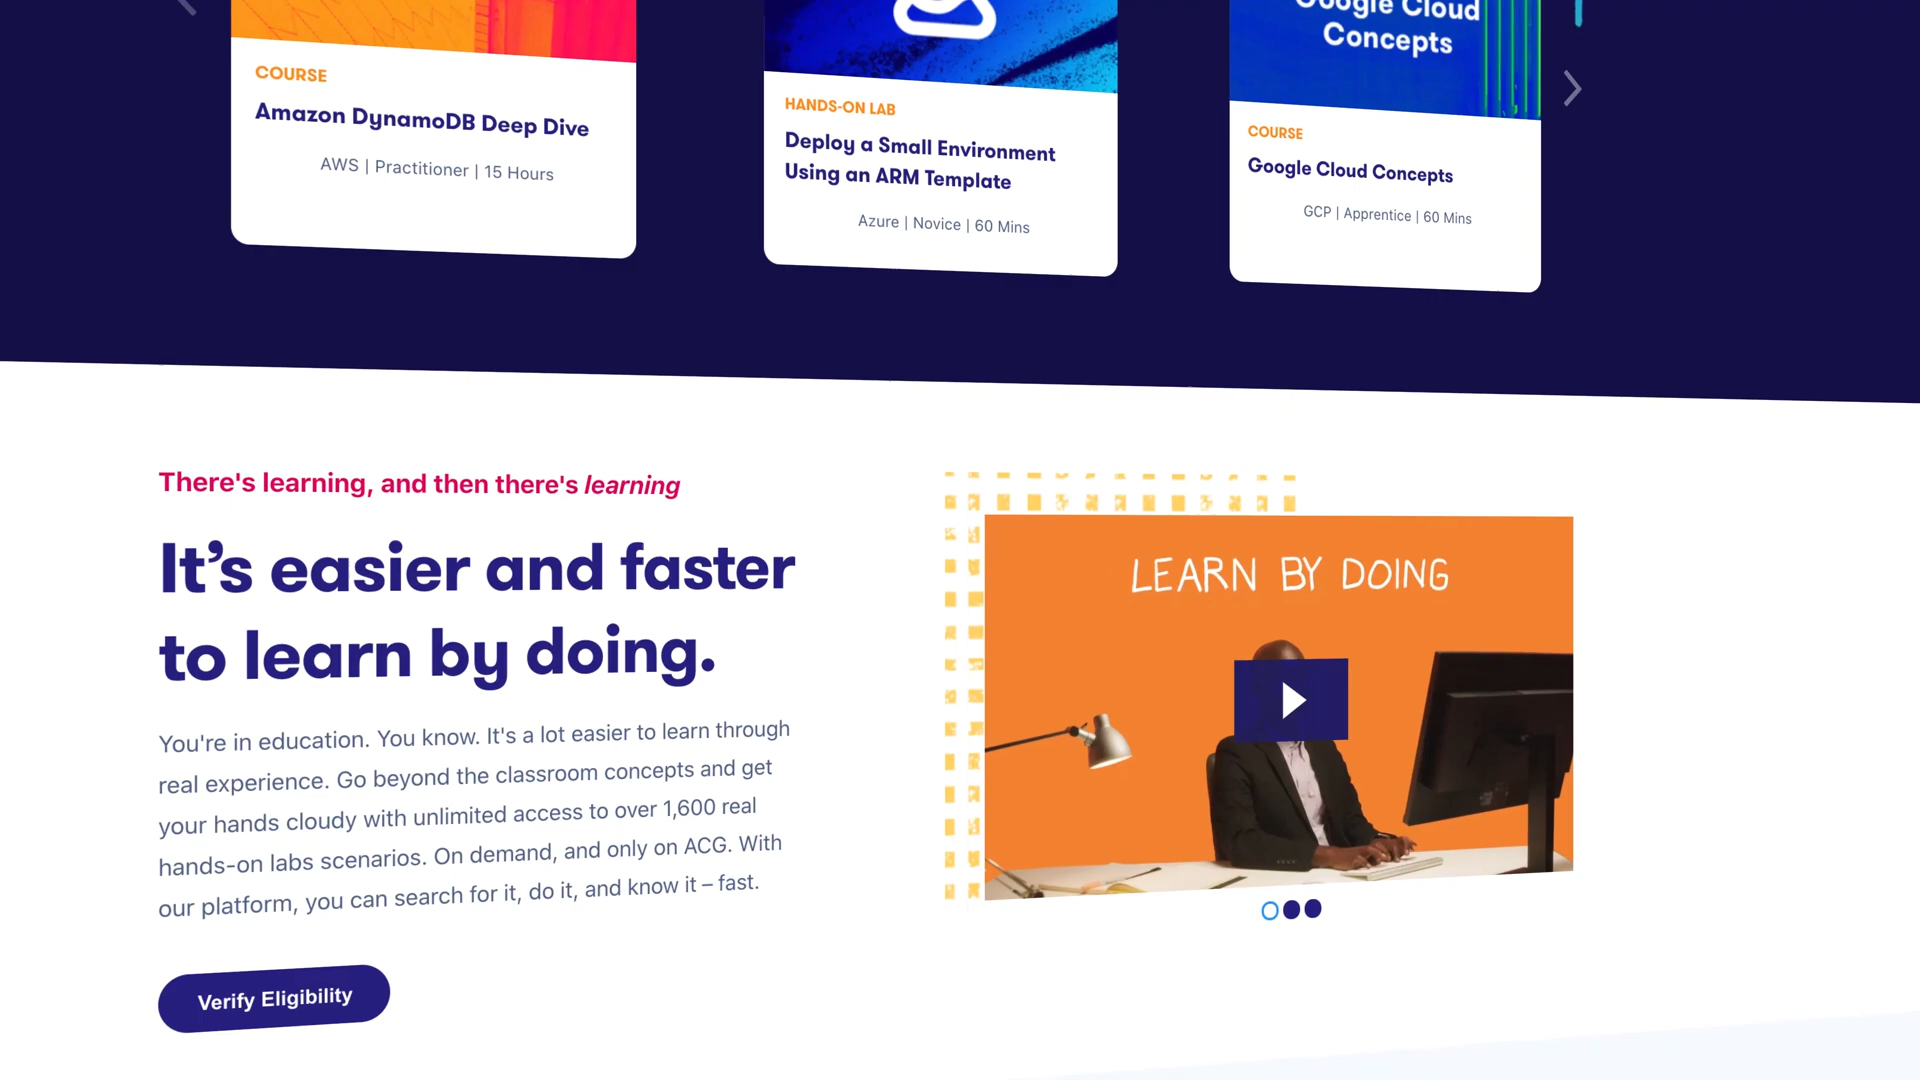 Google Cloud
Concepts
COURSE
Amazon DynamoDB Deep Dive
AWS | Practitioner | 15 Hours
HANDS-ON LAB
Deploy a Small Environment
Using an ARM Template
Azure | Novice | 60 Mins
COURSE
Google Cloud Concepts
GCP | Apprentice | 60 Mins
There's learning, and then there's learning
It’s easier and faster
to learn by doing.
You're in education. You know. It's a lot easier to learn through
real experience. Go beyond the classroom concepts and get
your hands cloudy with unlimited access to over 1,600 real
hands-on labs scenarios. On demand, and only on ACG. With
our platform, you can search for it, do it, and know it – fast.
Verify Eligibility
LEARN BY DOING